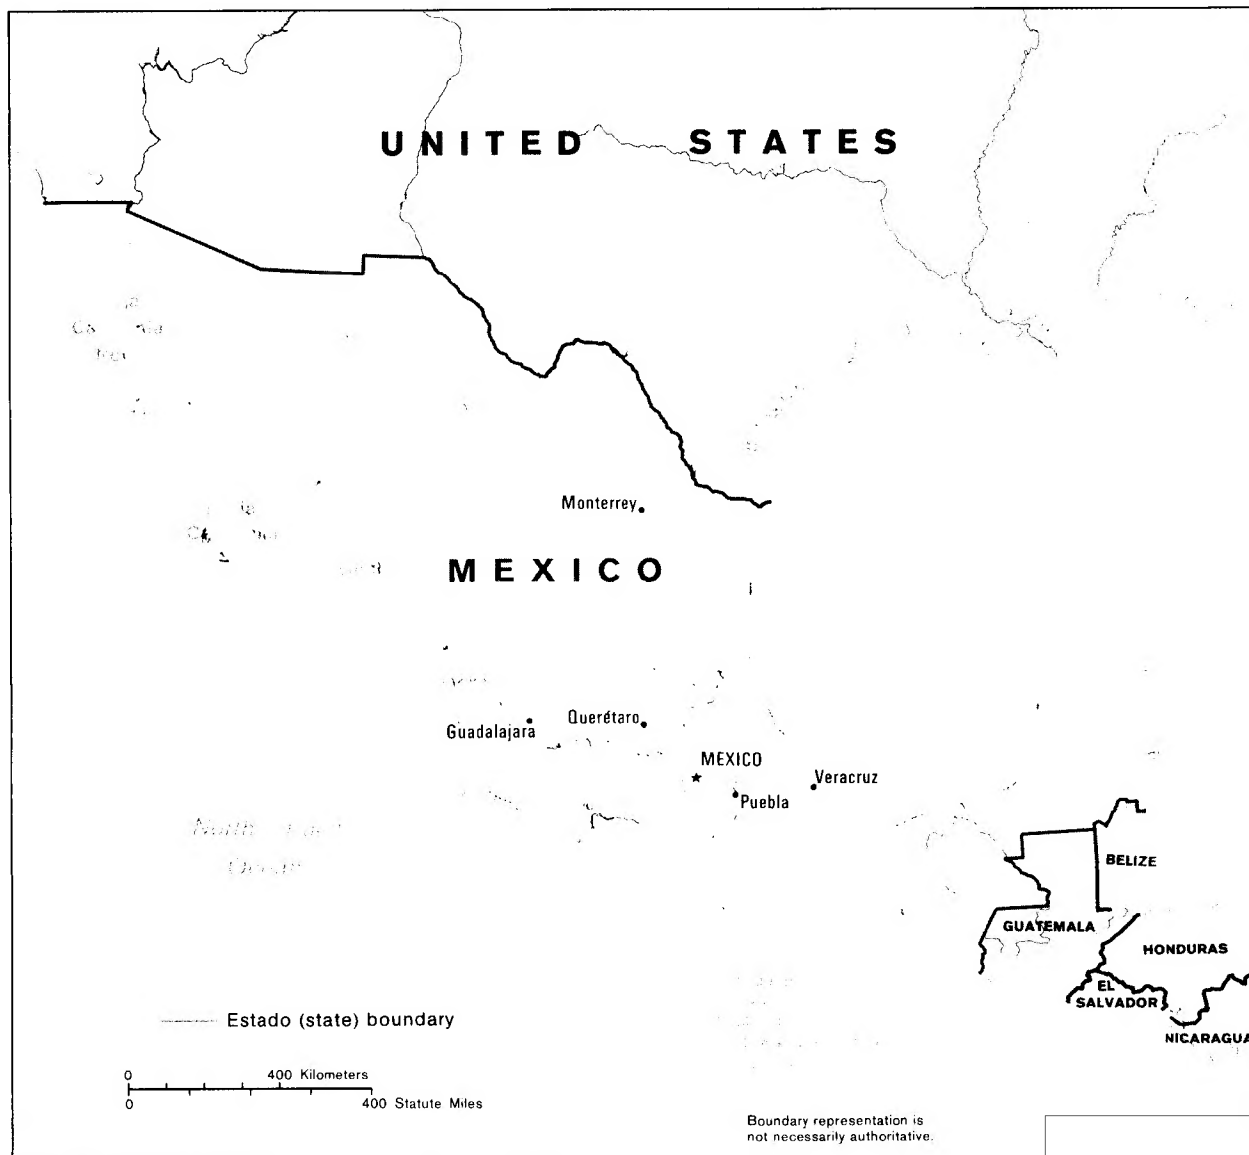 UNITED STATES
Monterrey
MEXICO
Guadalajara
Querétaro
MEXICO
Veracruz
Puebla
North
BELIZE
GUATEMALA
HONDURAS
EL
SALVADOR
NICARAGUA
Estado (state) boundary
0 400 Kilometers
0 400 Statute Miles
Boundary representation is
not necessarily authoritative.